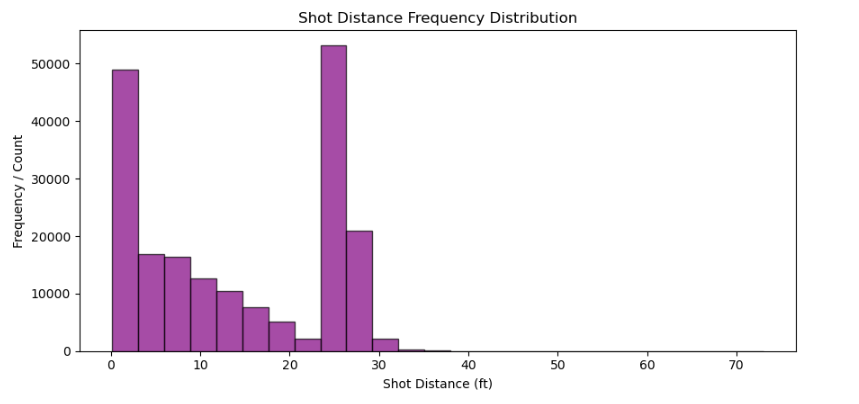 Shot Distance Frequency Distribution
Frequency / Count
50000
40000
30000
20000
10000
0
0 10 20 30 40 50 60 70
Shot Distance (ft)